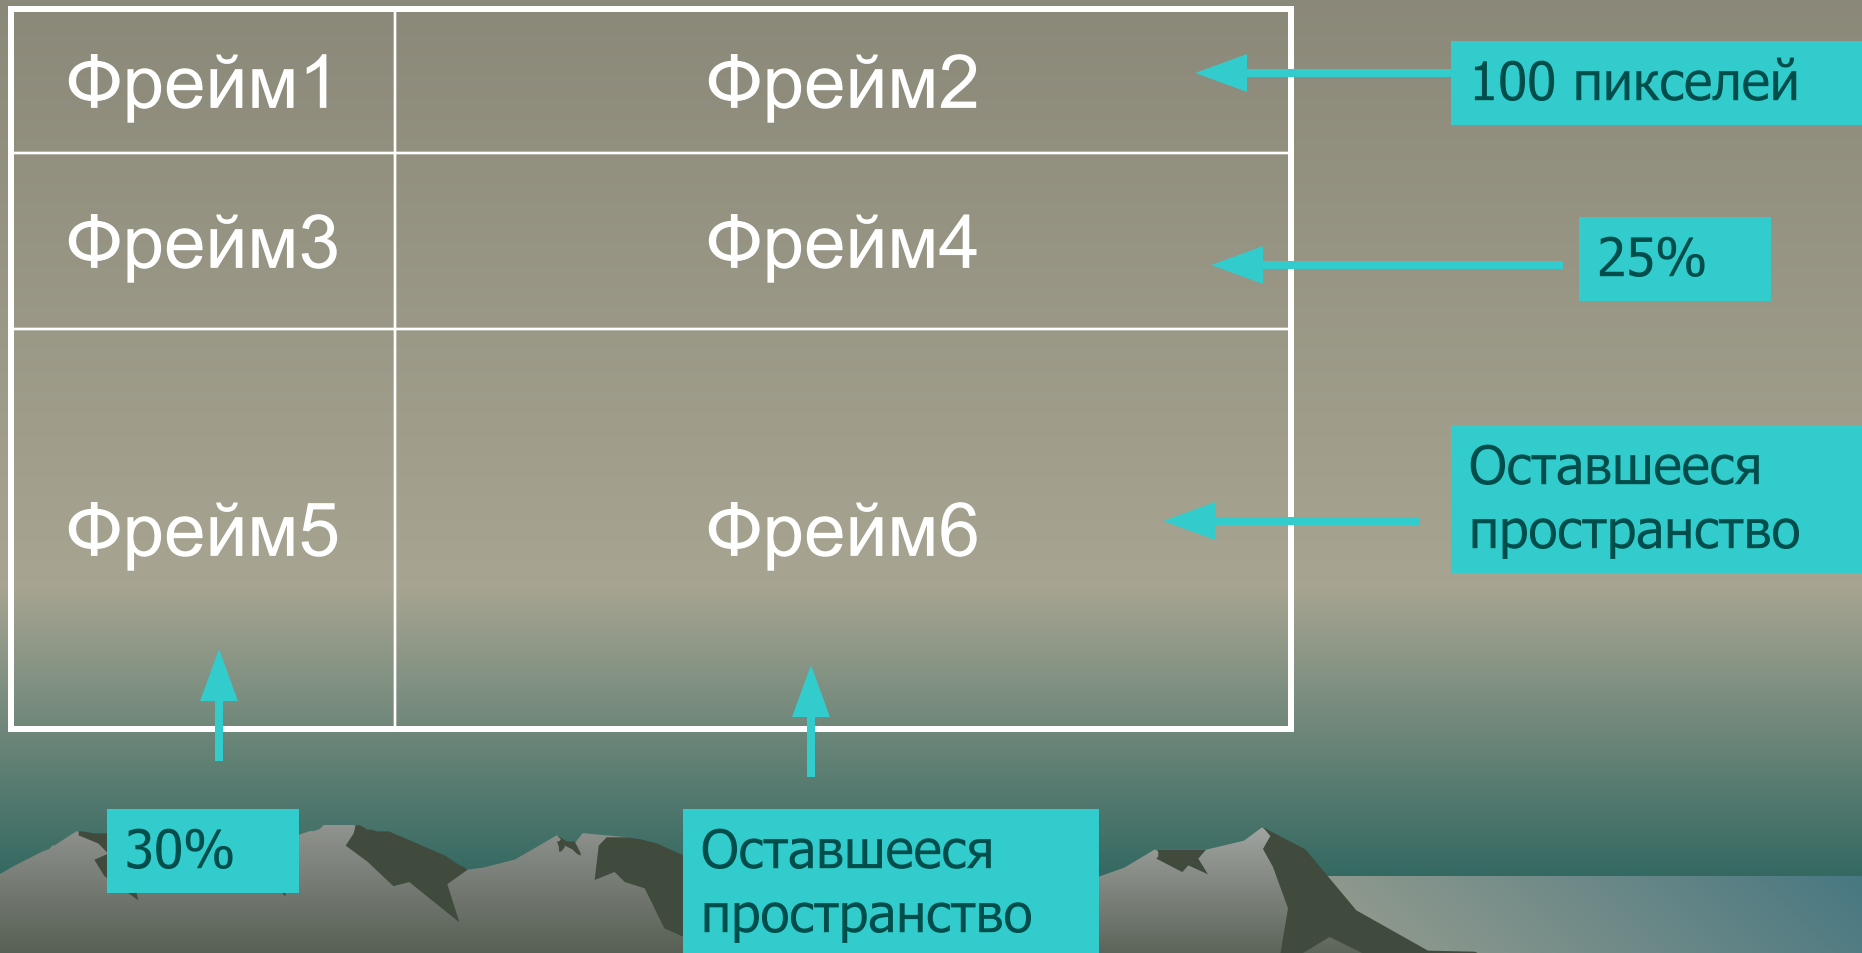 Фрейм1
Фрейм2
100 пикселей
Фрейм3
Фрейм4
25%
Фрейм5
Фрейм6
Оставшееся
пространство
30%
Оставшееся
пространство